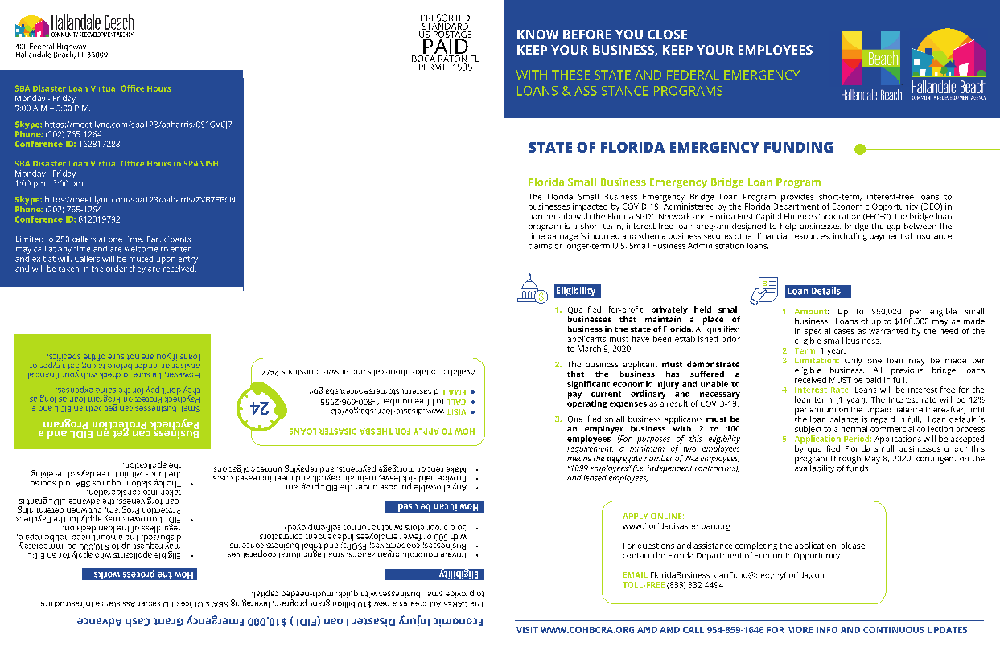 Hallandale Beach
COMMUNITY REDEVELOPMENT AGENCY
400 Federal Highway
Hallandale Beach, FL 33009
PRESORTED
STANDARD
US POSTAGE
PAID
BOCA RATON FL
PERMIT 1535
SBA Disaster Loan Virtual Office Hours
Monday - Friday
9:00 A.M – 5:00 P.M.
Skype: https://meet.lync.com/sba123/aaharris/0S1GVCJ7
Phone: (202) 765-1264
Conference ID: 162817288
SBA Disaster Loan Virtual Office Hours in SPANISH
Monday - Friday
1:00 pm - 3:00 pm
Skype: https://meet.lync.com/sba123/aaharris/ZVB7FF6N
Phone: (202) 765-1264
Conference ID: 812319792
Limited to 250 callers at one time. Participants
may call at any time and are welcome to enter
and exit at will. Callers will be muted upon entry
and will be taken in the order they are received.
Economic Injury Disaster Loan (EIDL) $10,000 Emergency Grant Cash Advance
The CARES Act creates a new $10 billion grant program, leveraging SBA's Office of Disaster Assistance infrastructure,
to provide small businesses with quick, much-needed capital.
Eligibility
• Private nonprofit organizations, small agricultural cooperatives
• Businesses, cooperatives, ESOPs, and tribal business concerns
with 500 or fewer employees independent contractors
• Sole proprietors (whether or not self-employed)
How it can be used
• Any allowable purpose under the EIDL program.
• Provide paid sick leave, maintain payroll, and meet increased costs
• Make rent or mortgage payments, and repaying unmet obligations.
How the process works
• Eligible applicants who apply for an EIDL
may request up to $10,000 be immediately
disbursed. The amount need not be repaid,
regardless of the loan decision.
• EIDL borrowers may apply for the Paycheck
Protection Program, but when determining
loan forgiveness, the advance EIDL grant is
taken into consideration.
• The legislation requires SBA to disburse
the funds within three days of receiving
the application.
HOW TO APPLY FOR THE SBA DISASTER LOANS
• VISIT www.disasterloan.sba.gov/ela
• CALL toll free number 1-800-696-2955
• EMAIL disastercustomerservice@sba.gov
Available to take phone calls and answer questions 24/7
24
Business can get an EIDL and a
Paycheck Protection Program
Small businesses can get both an EIDL and a
Paycheck Protection Program loan as long as
they don't pay for the same expenses.
However, be sure to check with your financial
advisor or lender before taking both types of
loans if you are not sure of the specifics.
KNOW BEFORE YOU CLOSE
KEEP YOUR BUSINESS, KEEP YOUR EMPLOYEES
WITH THESE STATE AND FEDERAL EMERGENCY
LOANS & ASSISTANCE PROGRAMS
Beach
Hallandale Beach
Hallandale Beach
COMMUNITY REDEVELOPMENT AGENCY
STATE OF FLORIDA EMERGENCY FUNDING
Florida Small Business Emergency Bridge Loan Program
The Florida Small Business Emergency Bridge Loan Program provides short-term, interest-free loans to
businesses impacted by COVID-19. Administered by the Florida Department of Economic Opportunity (DEO) in
partnership with the Florida SBDC Network and Florida First Capital Finance Corporation (FFCFC), the bridge loan
program is a short-term, interest-free loan program designed to help businesses bridge the gap between the
time damage is incurred and when a business secures other financial resources, including payment of insurance
claims or longer-term U.S. Small Business Administration loans.
Eligibility
1. Qualified for-profit, privately held small
businesses that maintain a place of
business in the state of Florida. All qualified
applicants must have been established prior
to March 9, 2020.
2. The business applicant must demonstrate
that the business has suffered a
significant economic injury and unable to
pay current ordinary and necessary
operating expenses as a result of COVID-19.
3. Qualified small business applicants must be
an employer business with 2 to 100
employees (For purposes of this eligibility
requirement, a minimum of two employees
means the aggregate number of W-2 employees,
"1099 employees" (i.e. independent contractors),
and leased employees)
Loan Details
1. Amount: Up to $50,000 per eligible small
business. Loans of up to $100,000 may be made
in special cases as warranted by the need of the
eligible small business.
2. Term: 1 year.
3. Limitation: Only one loan may be made per
eligible business. All previous bridge loans
received MUST be paid in full.
4. Interest Rate: Loans will be interest free for the
loan term (1 year). The Interest rate will be 12%
per annum on the unpaid balance thereafter, until
the loan balance is repaid in full. Loan default is
subject to a normal commercial collection process.
5. Application Period: Applications will be accepted
by qualified Florida small businesses under this
program through May 8, 2020, contingent on the
availability of funds.
APPLY ONLINE:
www.floridadisasterloan.org
For questions and assistance completing the application, please
contact the Florida Department of Economic Opportunity
EMAIL FloridaBusinessLoanFund@deo.myflorida.com
TOLL-FREE (833) 832-4494
VISIT WWW.COHBCRA.ORG AND AND CALL 954-859-1646 FOR MORE INFO AND CONTINUOUS UPDATES